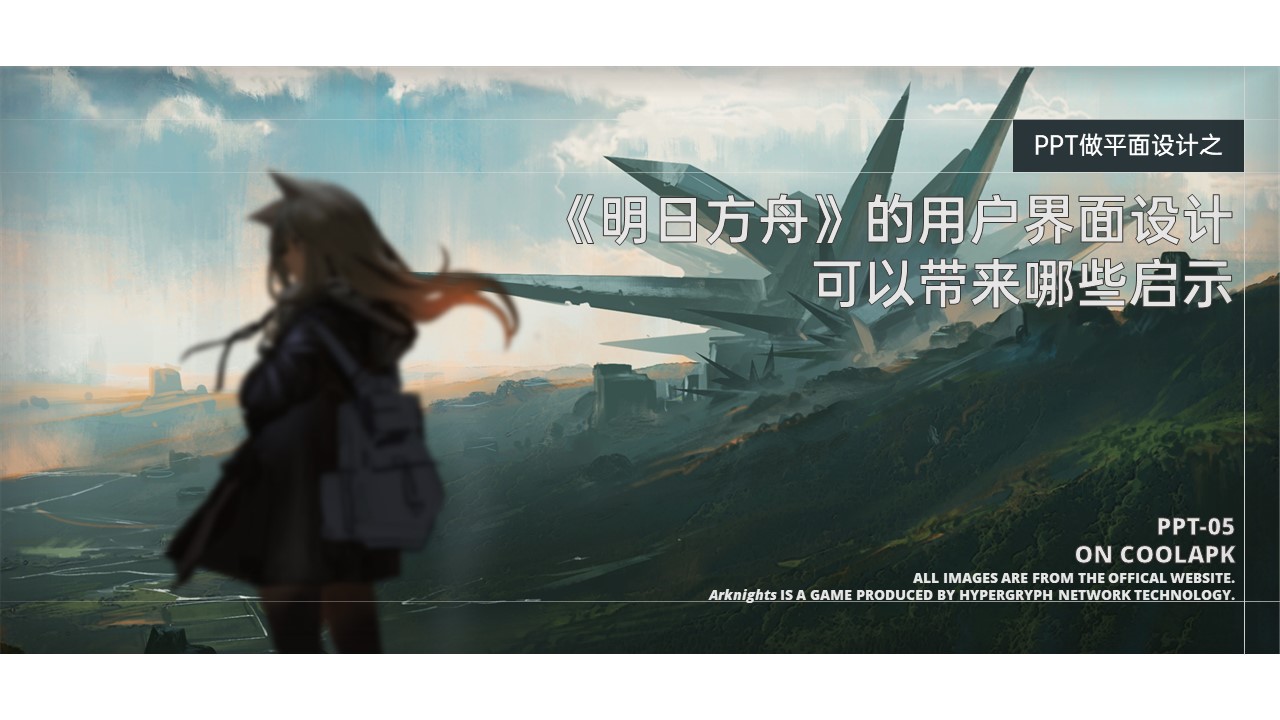 PPT做平面设计之
《明日方舟》的用户界面设计
可以带来哪些启示
PPT-05
ON COOLAPK
ALL IMAGES ARE FROM THE OFFICAL WEBSITE.
Arknights IS A GAME PRODUCED BY HYPERGRYPH NETWORK TECHNOLOGY.